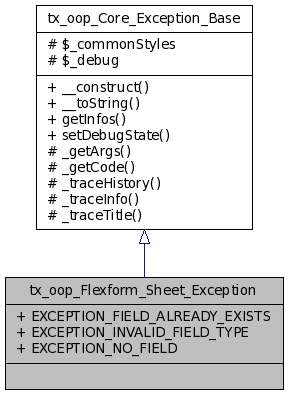 tx_oop_Core_Exception_Base
# $_commonStyles
# $_debug
+ __construct()
+ __toString()
+ getInfos()
+ setDebugState()
# _getArgs()
# _getCode()
# _traceHistory()
# _traceInfo()
# _traceTitle()
tx_oop_Flexform_Sheet_Exception
+ EXCEPTION_FIELD_ALREADY_EXISTS
+ EXCEPTION_INVALID_FIELD_TYPE
+ EXCEPTION_NO_FIELD